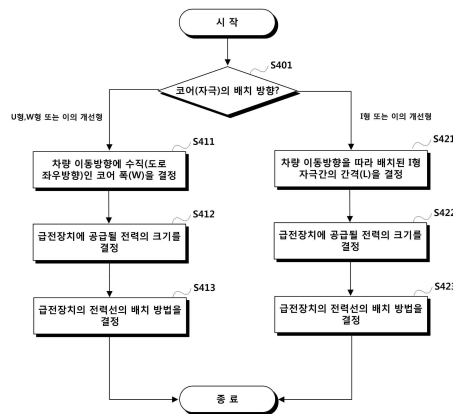 시 작
S401
코어(자극)의 배치 방향?
U형,W형 또는 이의 개선형
I형 또는 이의 개선형
S411
차량 이동방향에 수직(도로
좌우방향)인 코어 폭(W)을 결정
S421
차량 이동방향을 따라 배치된 I형
자극간의 간격(L)을 결정
S412
급전장치에 공급될 전력의 크기를
결정
S422
급전장치에 공급될 전력의 크기를
결정
S413
급전장치의 전력선의 배치 방법을
결정
S423
급전장치의 전력선의 배치 방법을
결정
종 료